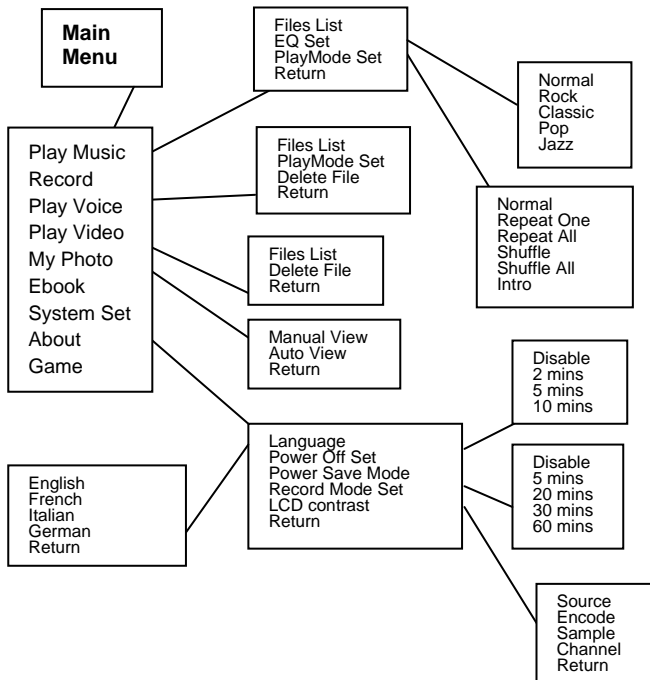 Main
Menu
Files List
EQ Set
PlayMode Set
Return
Normal
Rock
Classic
Pop
Jazz
Play Music
Record
Play Voice
Play Video
My Photo
Ebook
System Set
About
Game
Files List
PlayMode Set
Delete File
Return
Normal
Repeat One
Repeat All
Shuffle
Shuffle All
Intro
Files List
Delete File
Return
Manual View
Auto View
Return
Disable
2 mins
5 mins
10 mins
Language
Power Off Set
Power Save Mode
Record Mode Set
LCD contrast
Return
Disable
5 mins
20 mins
30 mins
60 mins
English
French
Italian
German
Return
Source
Encode
Sample
Channel
Return